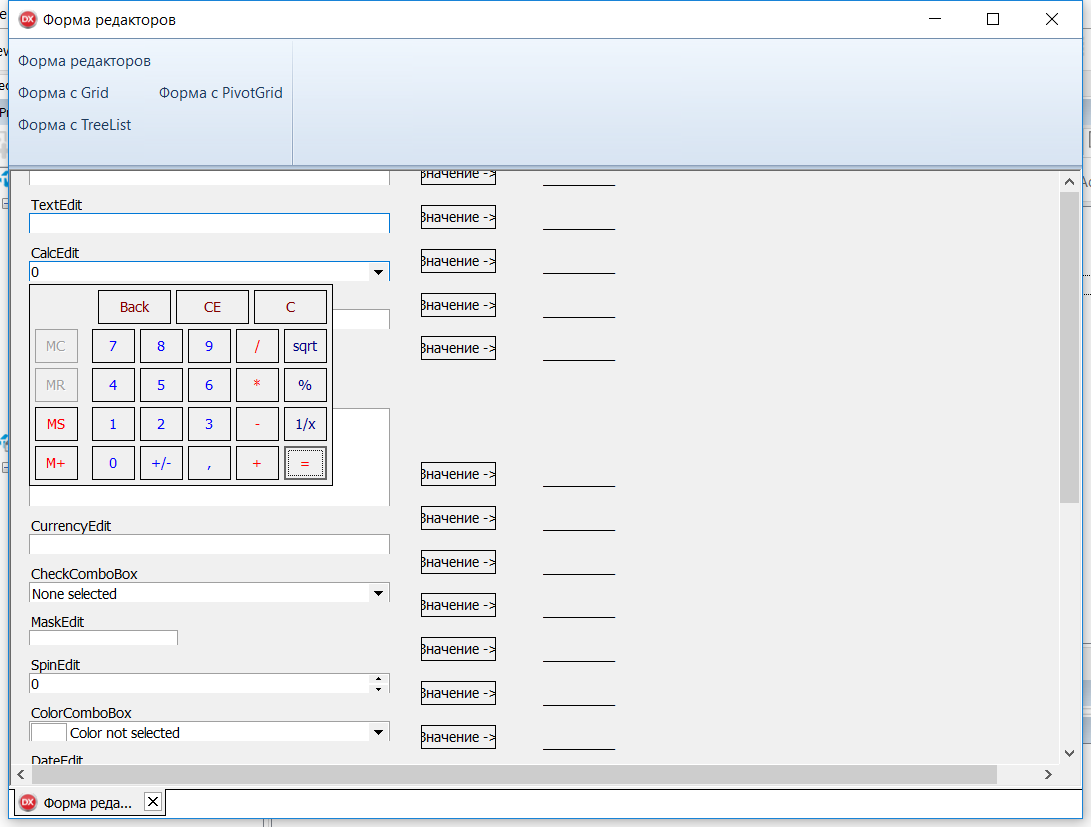 DX Форма редакторов
Форма редакторов
Форма с Grid
Форма с PivotGrid
Форма с TreeList
Значение ->
TextEdit
Значение ->
CalcEdit
0
Значение ->
Back CE C
Значение ->
MC 7 8 9 / sqrt
Значение ->
MR 4 5 6 * %
MS 1 2 3 - 1/x
M+ 0 +/- , + =
Значение ->
CurrencyEdit
Значение ->
CheckComboBox
Значение ->
None selected
Значение ->
MaskEdit
SpinEdit
Значение ->
0
Значение ->
ColorComboBox
Color not selected
Значение ->
DateEdit
DX Форма реда...